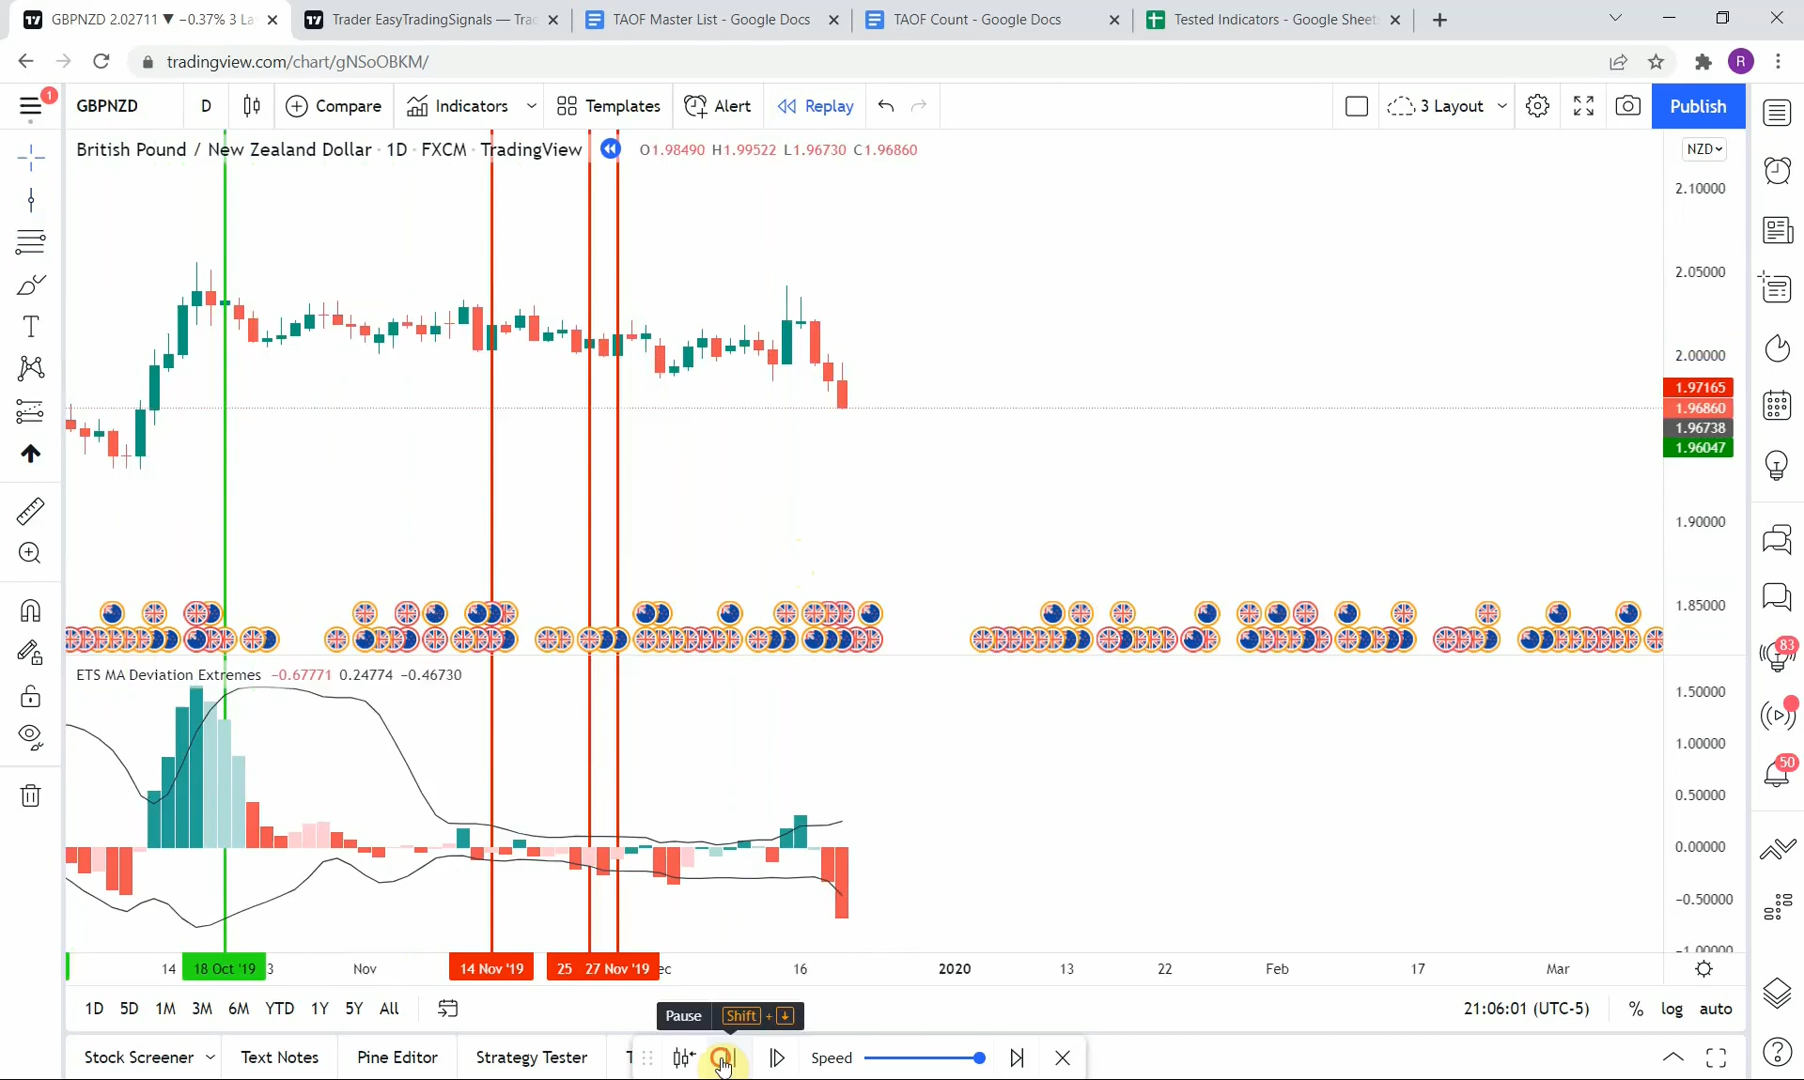 GBPNZD 2.02711 ▼ −0.37% 3 La
Trader EasyTradingSignals — Tra
TAOF Master List - Google Docs
TAOF Count - Google Docs
Tested Indicators - Google Sheets
tradingview.com/chart/gNSoOBKM/
R
1
GBPNZD
D
Compare
Indicators
Templates
Alert
Replay
3 Layout
Publish
British Pound / New Zealand Dollar · 1D · FXCM · TradingView
O1.98490 H1.99522 L1.96730 C1.96860
NZD
2.10000
2.05000
2.00000
1.97165
1.96860
1.96738
1.96047
1.90000
1.85000
ETS MA Deviation Extremes −0.67771 0.24774 −0.46730
1.50000
1.00000
0.50000
0.00000
−0.50000
−1.00000
83
50
14 18 Oct '19 3 Nov 14 Nov '19 25 27 Nov '19 ec 16 2020 13 22 Feb 17 Mar
1D 5D 1M 3M 6M YTD 1Y 5Y All
Pause Shift + ↓
21:06:01 (UTC-5) % log auto
Stock Screener Text Notes Pine Editor Strategy Tester T
Speed